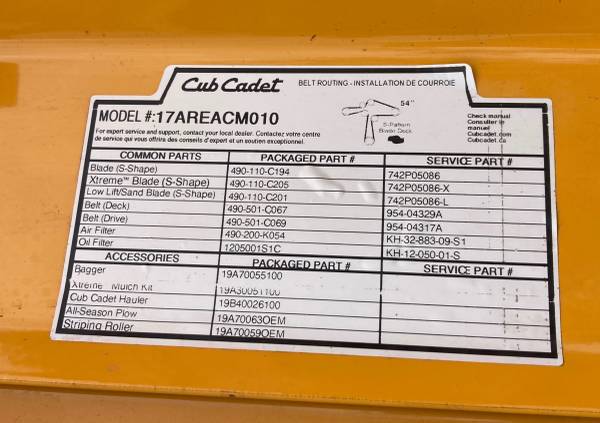 Cub Cadet
BELT ROUTING - INSTALLATION DE COURROIE
MODEL #:17AREACM010
54"
S-Pattern
Blade Deck
Check manual
Consulter le
manuel
Cubcadet.com
Cubcadet.ca
For expert service and support, contact your local dealer. Contactez votre centre
de service qui vous offrira des conseils d'expert et un soutien exceptionnel.
COMMON PARTS PACKAGED PART # SERVICE PART #
Blade (S-Shape) 490-110-C194 742P05086
Xtreme™ Blade (S-Shape) 490-110-C205 742P05086-X
Low Lift/Sand Blade (S-Shape) 490-110-C201 742P05086-L
Belt (Deck) 490-501-C067 954-04329A
Belt (Drive) 490-501-C069 954-04317A
Air Filter 490-200-K054 KH-32-883-09-S1
Oil Filter 1205001S1C KH-12-050-01-S
ACCESSORIES PACKAGED PART # SERVICE PART #
Bagger 19A70055100
Xtreme Mulch Kit 19A30051100
Cub Cadet Hauler 19B40026100
All-Season Plow 19A70063OEM
Striping Roller 19A70059OEM